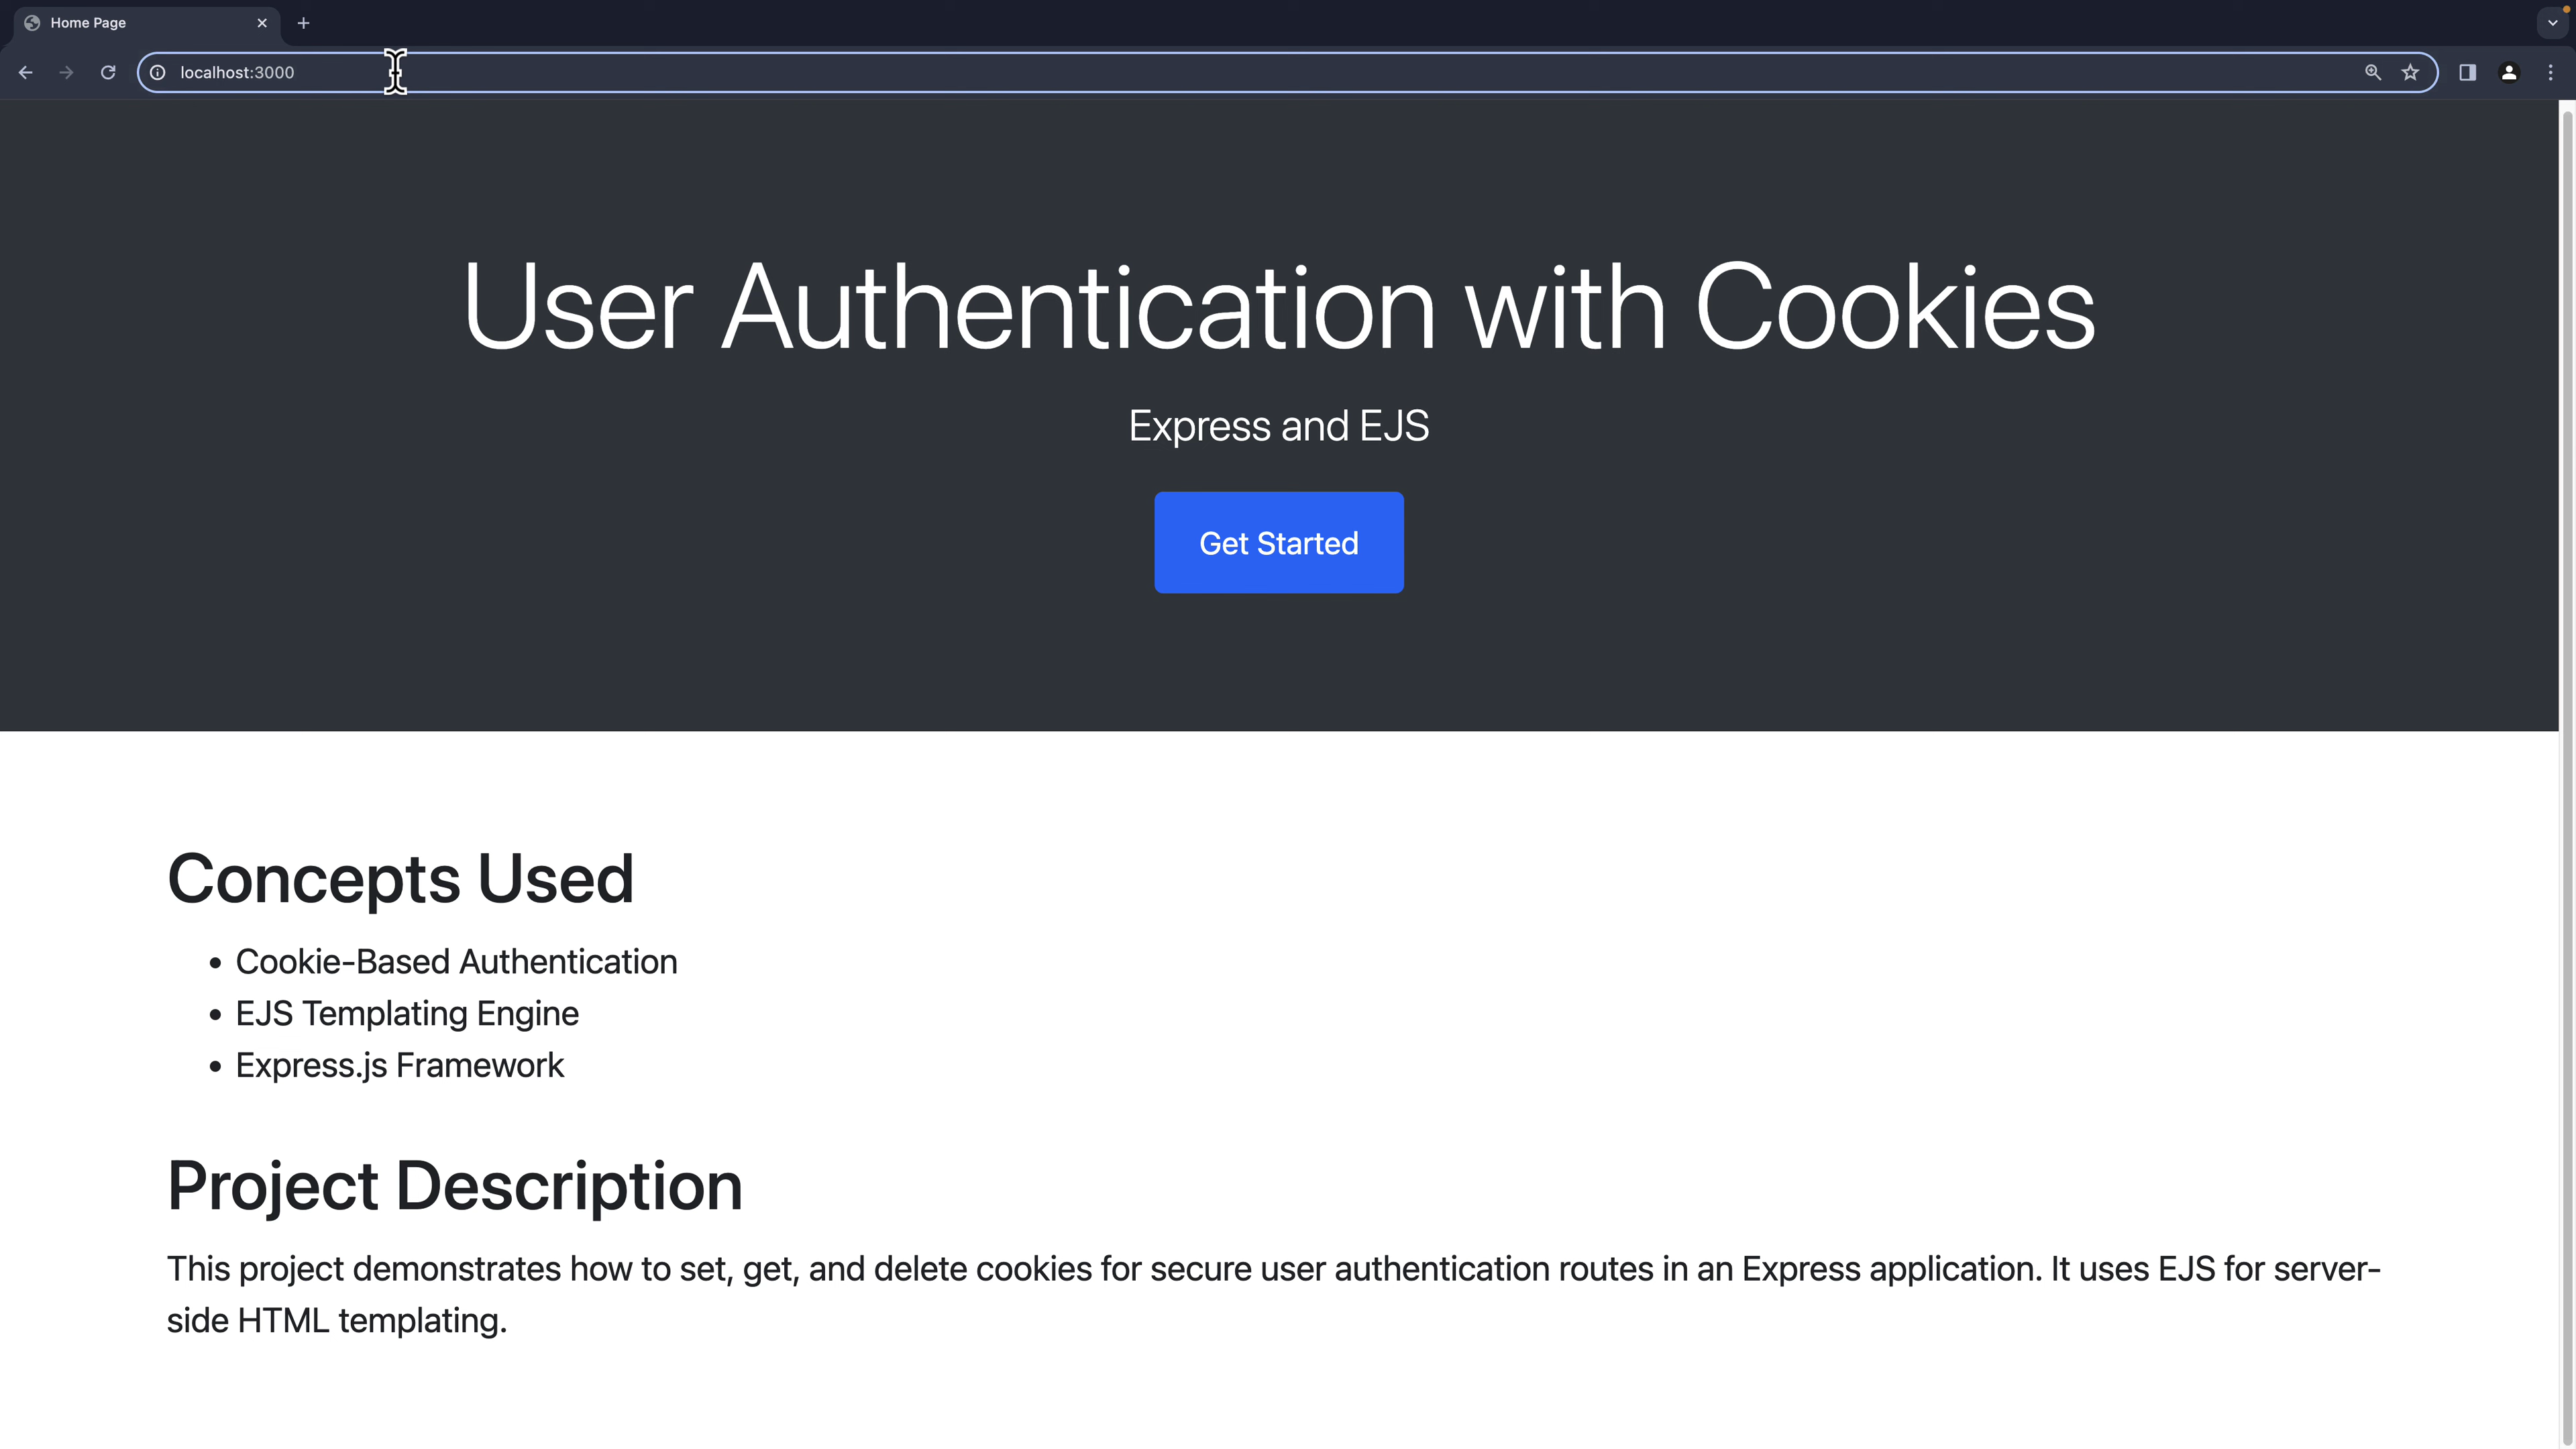 Home Page
localhost:3000
User Authentication with Cookies
Express and EJS
Get Started
Concepts Used
• Cookie-Based Authentication
• EJS Templating Engine
• Express.js Framework
Project Description
This project demonstrates how to set, get, and delete cookies for secure user authentication routes in an Express application. It uses EJS for server-
side HTML templating.